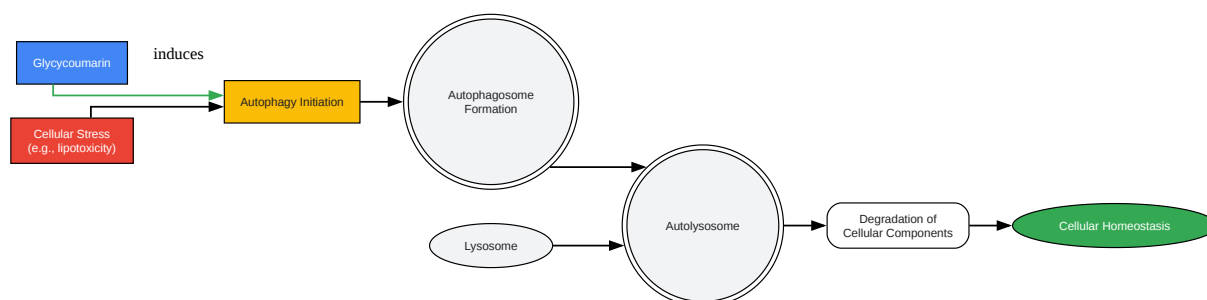 Glycycoumarin
induces
Autophagy Initiation
Cellular Stress
(e.g., lipotoxicity)
Autophagosome
Formation
Lysosome
Autolysosome
Degradation of
Cellular Components
Cellular Homeostasis